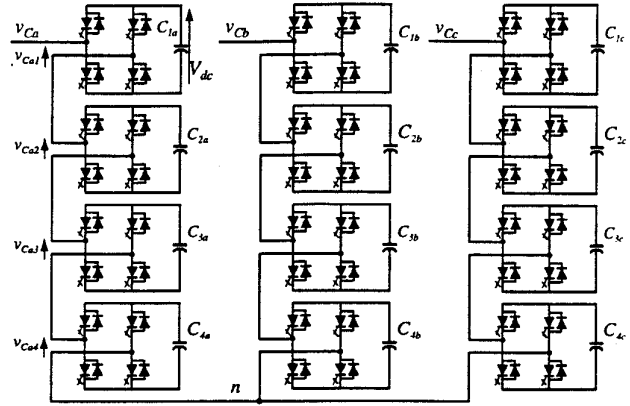 v_Ca C_1a v_Cb C_1b v_Cc C_1c
v_Ca1 V_dc
v_Ca2 C_2a C_2b C_2c
v_Ca3 C_3a C_3b C_3c
v_Ca4 C_4a C_4b C_4c
n